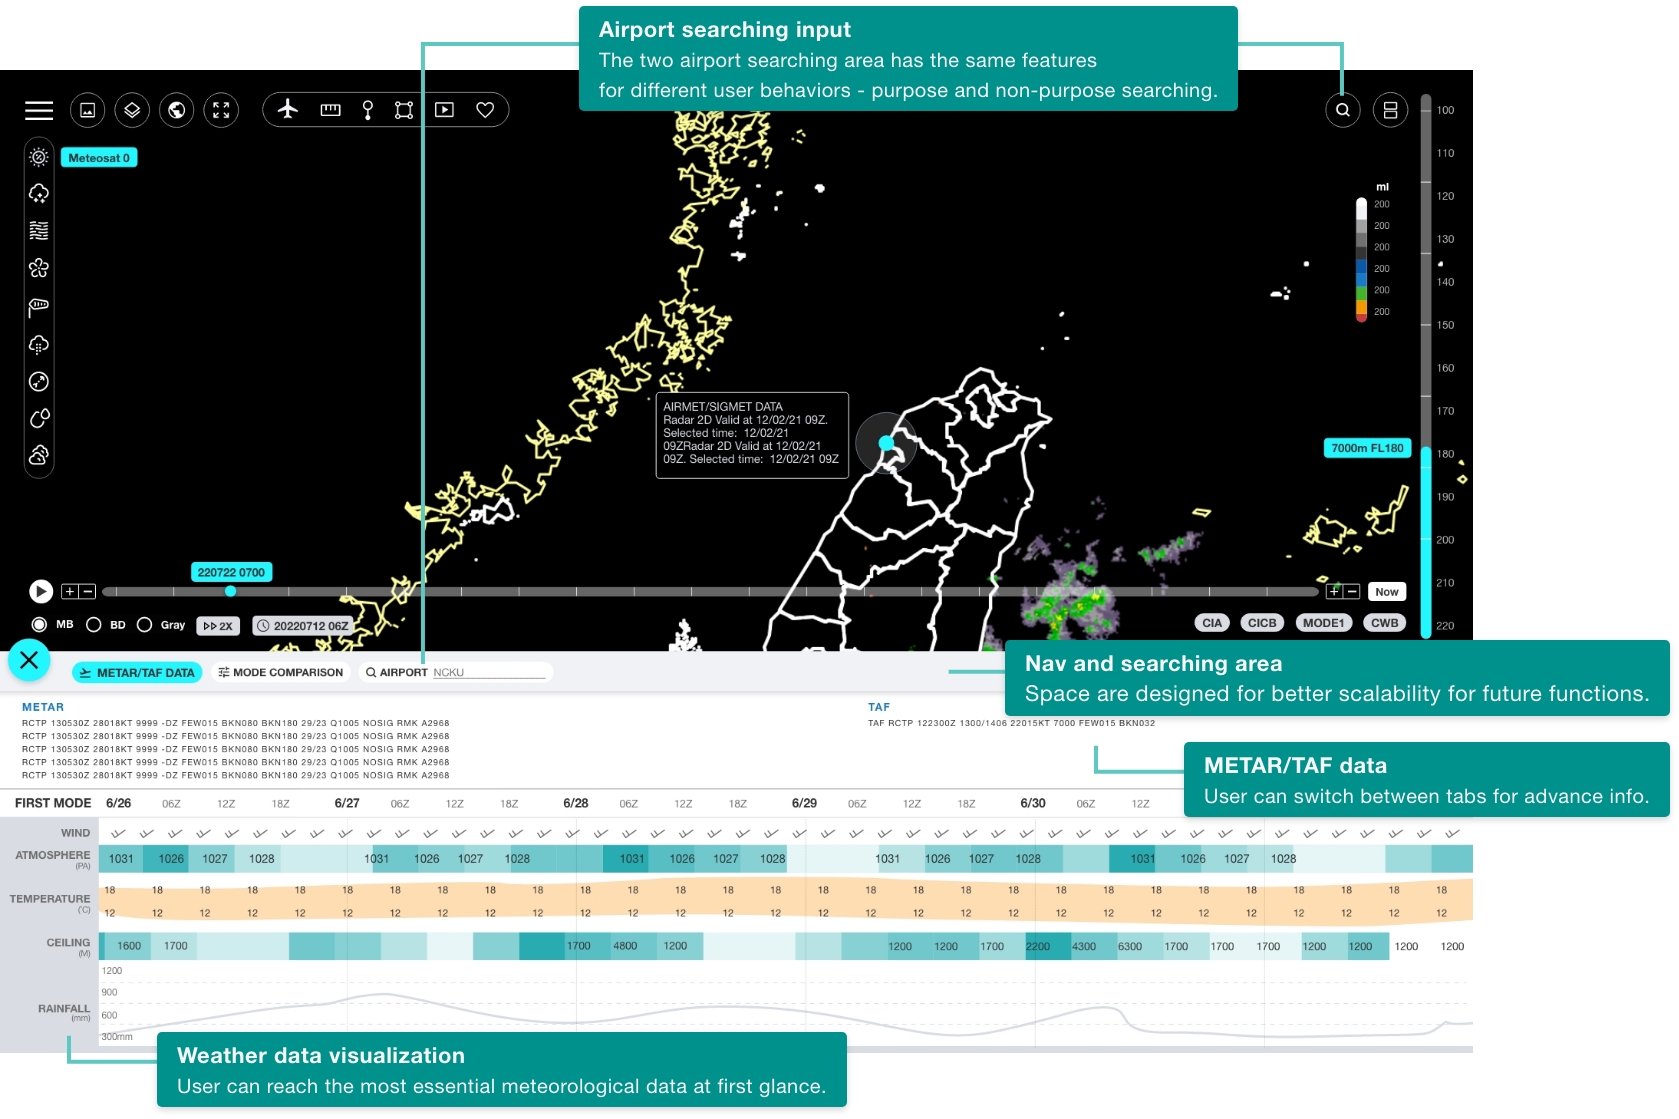 Airport searching input
The two airport searching area has the same features
for different user behaviors - purpose and non-purpose searching.
Meteosat 0
100
110
120
130
140
150
160
170
180
190
200
210
220
ml
200
200
200
200
200
200
AIRMET/SIGMET DATA
Radar 2D Valid at 12/02/21 09Z.
Selected time: 12/02/21
09ZRadar 2D Valid at 12/02/21
09Z. Selected time: 12/02/21 09Z
7000m FL180
220722 0700
Now
MB BD Gray 2X 20220712 06Z
CIA CICB MODE1 CWB
METAR/TAF DATA MODE COMPARISON AIRPORT NCKU
Nav and searching area
Space are designed for better scalability for future functions.
METAR
RCTP 130530Z 28018KT 9999 -DZ FEW015 BKN080 BKN180 29/23 Q1005 NOSIG RMK A2968
RCTP 130530Z 28018KT 9999 -DZ FEW015 BKN080 BKN180 29/23 Q1005 NOSIG RMK A2968
RCTP 130530Z 28018KT 9999 -DZ FEW015 BKN080 BKN180 29/23 Q1005 NOSIG RMK A2968
RCTP 130530Z 28018KT 9999 -DZ FEW015 BKN080 BKN180 29/23 Q1005 NOSIG RMK A2968
RCTP 130530Z 28018KT 9999 -DZ FEW015 BKN080 BKN180 29/23 Q1005 NOSIG RMK A2968
TAF
TAF RCTP 122300Z 1300/1406 22015KT 7000 FEW015 BKN032
METAR/TAF data
User can switch between tabs for advance info.
FIRST MODE 6/26 06Z 12Z 18Z 6/27 06Z 12Z 18Z 6/28 06Z 12Z 18Z 6/29 06Z 12Z 18Z 6/30 06Z 12Z
WIND
ATMOSPHERE 1031 1026 1027 1028 1031 1026 1027 1028 1031 1026 1027 1028 1031 1026 1027 1028 1031 1026 1027 1028
(PA)
18 18 18 18 18 18 18 18 18 18 18 18 18 18 18 18 18 18 18 18 18 18 18 18 18 18 18 18 18
TEMPERATURE
(°C)
12 12 12 12 12 12 12 12 12 12 12 12 12 12 12 12 12 12 12 12 12 12 12 12 12 12 12 12 12
CEILING 1600 1700 1700 4800 1200 1200 1200 1700 2200 4300 6300 1700 1700 1700 1200 1200 1200 1200
(M)
1200
900
RAINFALL
(mm)
600
300mm
Weather data visualization
User can reach the most essential meteorological data at first glance.